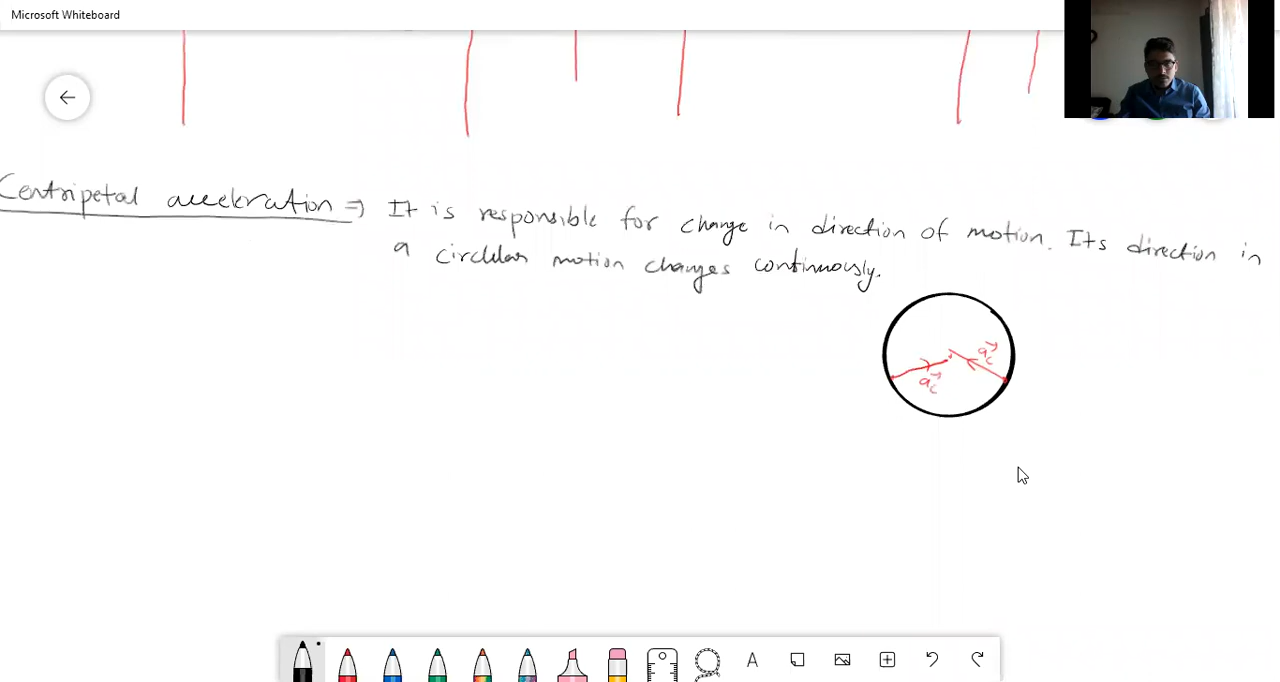 Microsoft Whiteboard
Centripetal acceleration ⇒ It is responsible for change in direction of motion. Its direction in
a circular motion changes continuously.
a⃗c
a⃗c
A